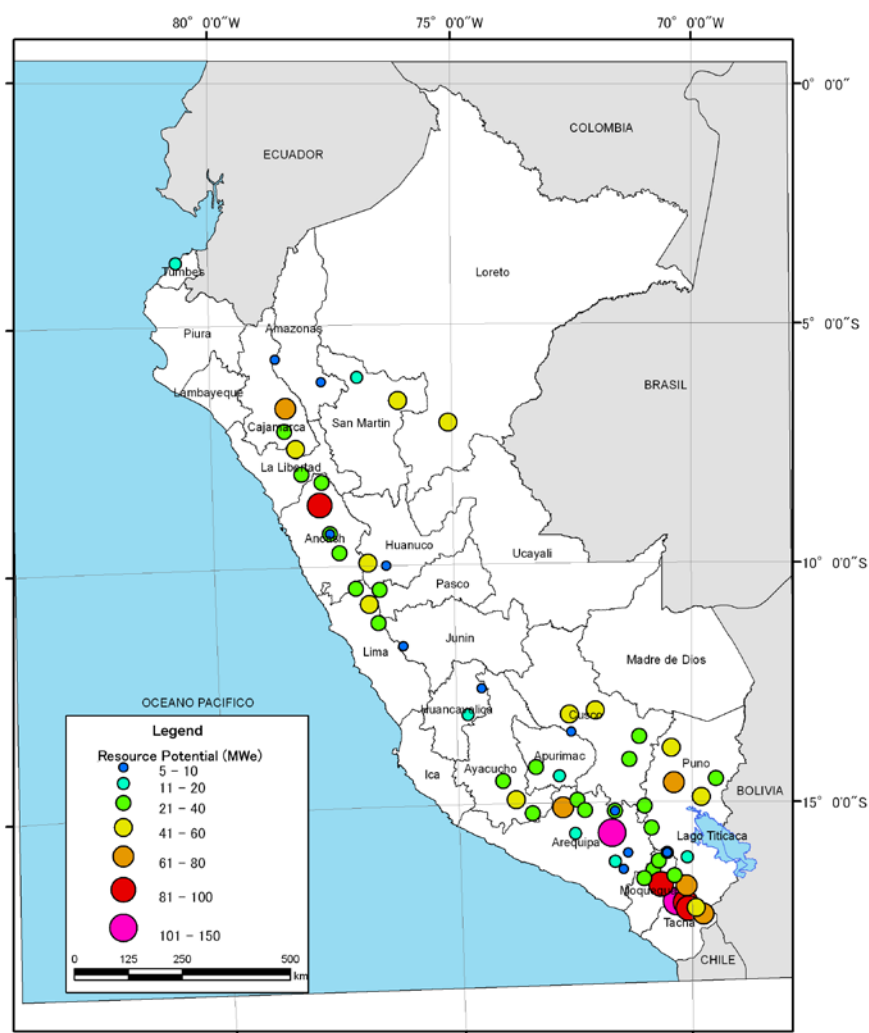 80° 0′0″W 75° 0′0″W 70° 0′0″W
0° 0′0″
COLOMBIA
ECUADOR
Tumbes
Loreto
5° 0′0″S
Piura
Amazonas
BRASIL
Lambayeque
Cajamarca
San Martin
La Libertad
Ancash
Huanuco
Ucayali
10° 0′0″S
Pasco
Junin
Lima
Madre de Dios
OCEANO PACIFICO
Huancavelica
Cusco
Apurimac
Puno
Ica
Ayacucho
BOLIVIA
15° 0′0″S
Arequipa
Lago Titicaca
Moquegua
Tacna
CHILE
Legend
Resource Potential (MWe)
5 – 10
11 – 20
21 – 40
41 – 60
61 – 80
81 – 100
101 – 150
0 125 250 500
km